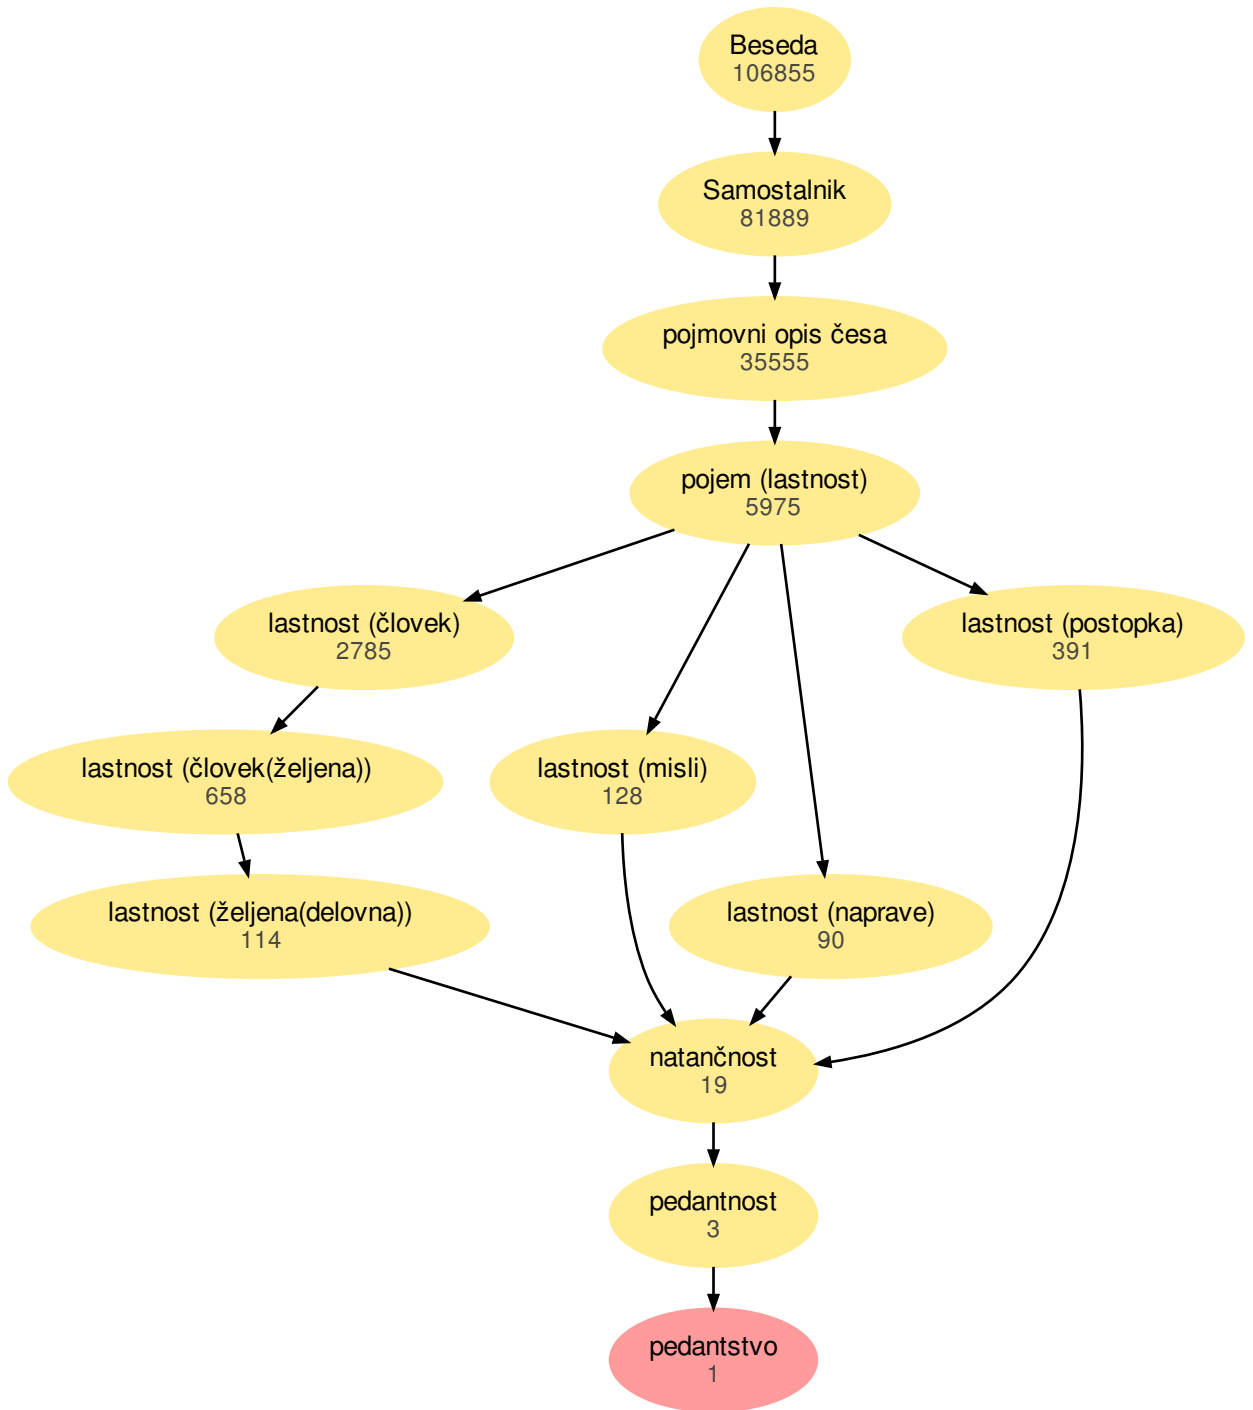 Beseda
106855
Samostalnik
81889
pojmovni opis česa
35555
pojem (lastnost)
5975
lastnost (človek)
2785
lastnost (postopka)
391
lastnost (človek(željena))
658
lastnost (misli)
128
lastnost (željena(delovna))
114
lastnost (naprave)
90
natančnost
19
pedantnost
3
pedantstvo
1